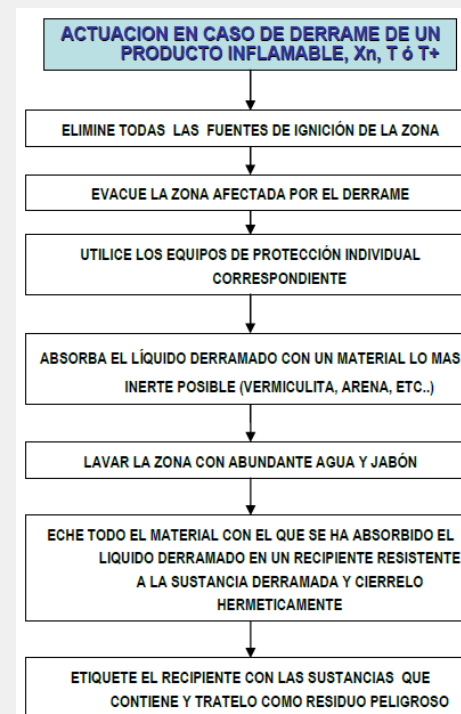 ACTUACION EN CASO DE DERRAME DE UN
PRODUCTO INFLAMABLE, Xn, T ó T+
ELIMINE TODAS LAS FUENTES DE IGNICIÓN DE LA ZONA
EVACUE LA ZONA AFECTADA POR EL DERRAME
UTILICE LOS EQUIPOS DE PROTECCIÓN INDIVIDUAL
CORRESPONDIENTE
ABSORBA EL LÍQUIDO DERRAMADO CON UN MATERIAL LO MAS
INERTE POSIBLE (VERMICULITA, ARENA, ETC..)
LAVAR LA ZONA CON ABUNDANTE AGUA Y JABÓN
ECHE TODO EL MATERIAL CON EL QUE SE HA ABSORBIDO EL
LIQUIDO DERRAMADO EN UN RECIPIENTE RESISTENTE
A LA SUSTANCIA DERRAMADA Y CIERRELO
HERMETICAMENTE
ETIQUETE EL RECIPIENTE CON LAS SUSTANCIAS QUE
CONTIENE Y TRATELO COMO RESIDUO PELIGROSO